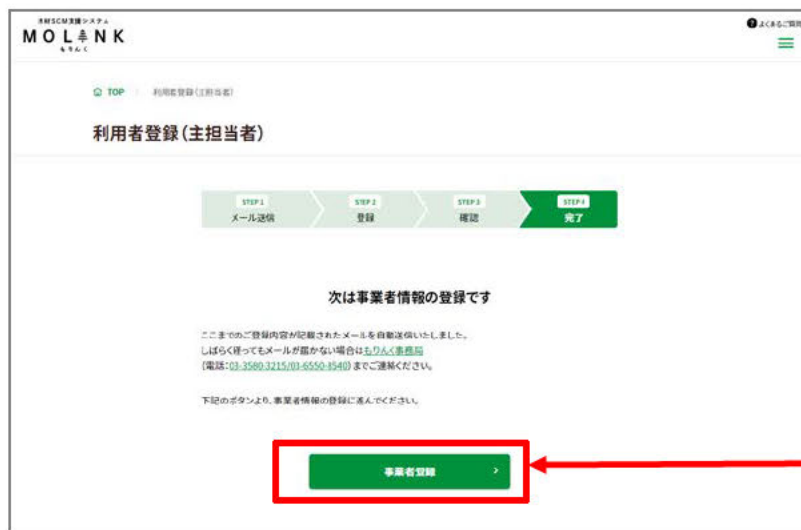 木材SCM支援システム
MOLINK
もりんく
よくあるご質問
TOP
利用者登録(主担当者)
利用者登録(主担当者)
STEP 1
メール送信
STEP 2
登録
STEP 3
確認
STEP 4
完了
次は事業者情報の登録です
ここまでのご登録内容が記載されたメールを自動送信いたしました。
しばらく経ってもメールが届かない場合はもりんく事務局
(電話:03-3580-3215/03-6550-8540)までご連絡ください。
下記のボタンより、事業者情報の登録に進んでください。
事業者登録